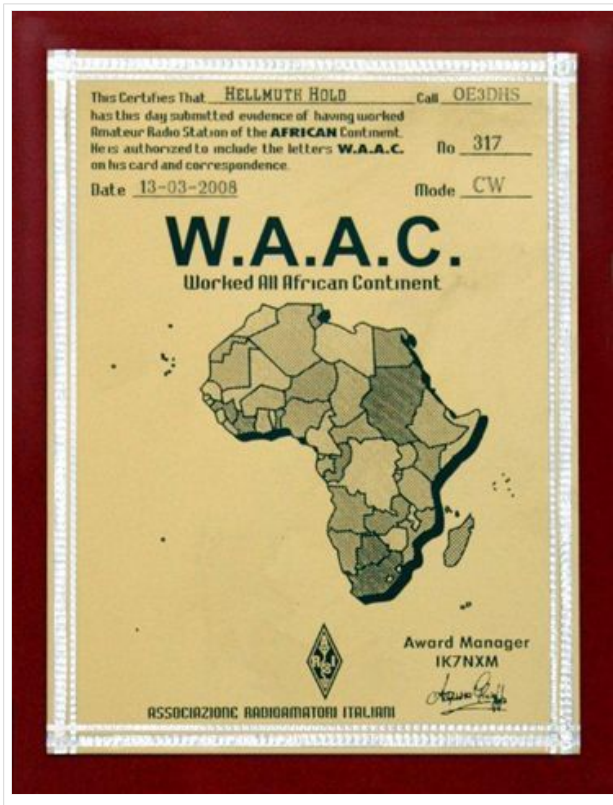 This Certifies That HELLMUTH HOLD Call OE3DHS
has this day submitted evidence of having worked
Amateur Radio Station of the AFRICAN Continent.
He is authorized to include the letters W.A.A.C. No 317
on his card and correspondence.
Date 13-03-2008 Mode CW
W.A.A.C.
Worked All African Continent
A
R I
Award Manager
IK7NXM
ASSOCIAZIONE RADIOAMATORI ITALIANI